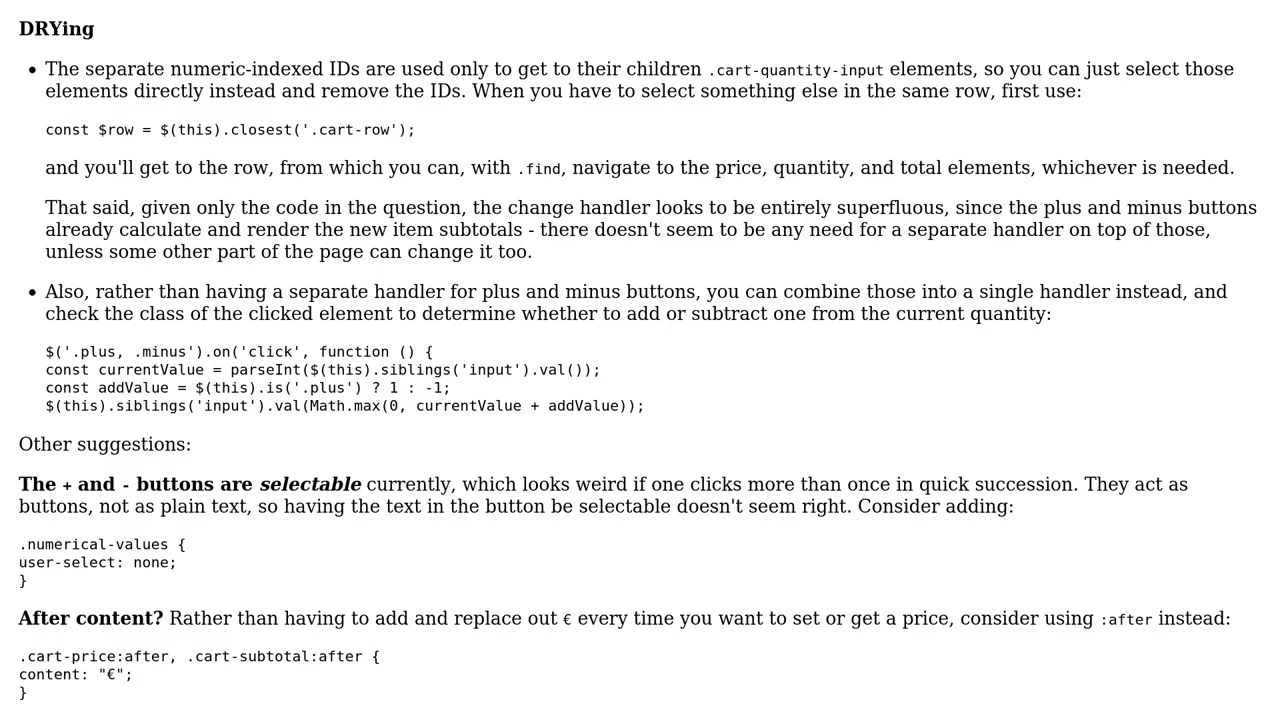 DRYing
• The separate numeric-indexed IDs are used only to get to their children .cart-quantity-input elements, so you can just select those
elements directly instead and remove the IDs. When you have to select something else in the same row, first use:
const $row = $(this).closest('.cart-row');
and you'll get to the row, from which you can, with .find, navigate to the price, quantity, and total elements, whichever is needed.
That said, given only the code in the question, the change handler looks to be entirely superfluous, since the plus and minus buttons
already calculate and render the new item subtotals - there doesn't seem to be any need for a separate handler on top of those,
unless some other part of the page can change it too.
• Also, rather than having a separate handler for plus and minus buttons, you can combine those into a single handler instead, and
check the class of the clicked element to determine whether to add or subtract one from the current quantity:
$('.plus, .minus').on('click', function () {
const currentValue = parseInt($(this).siblings('input').val());
const addValue = $(this).is('.plus') ? 1 : -1;
$(this).siblings('input').val(Math.max(0, currentValue + addValue));
Other suggestions:
The + and - buttons are selectable currently, which looks weird if one clicks more than once in quick succession. They act as
buttons, not as plain text, so having the text in the button be selectable doesn't seem right. Consider adding:
.numerical-values {
user-select: none;
}
After content? Rather than having to add and replace out € every time you want to set or get a price, consider using :after instead:
.cart-price:after, .cart-subtotal:after {
content: "€";
}